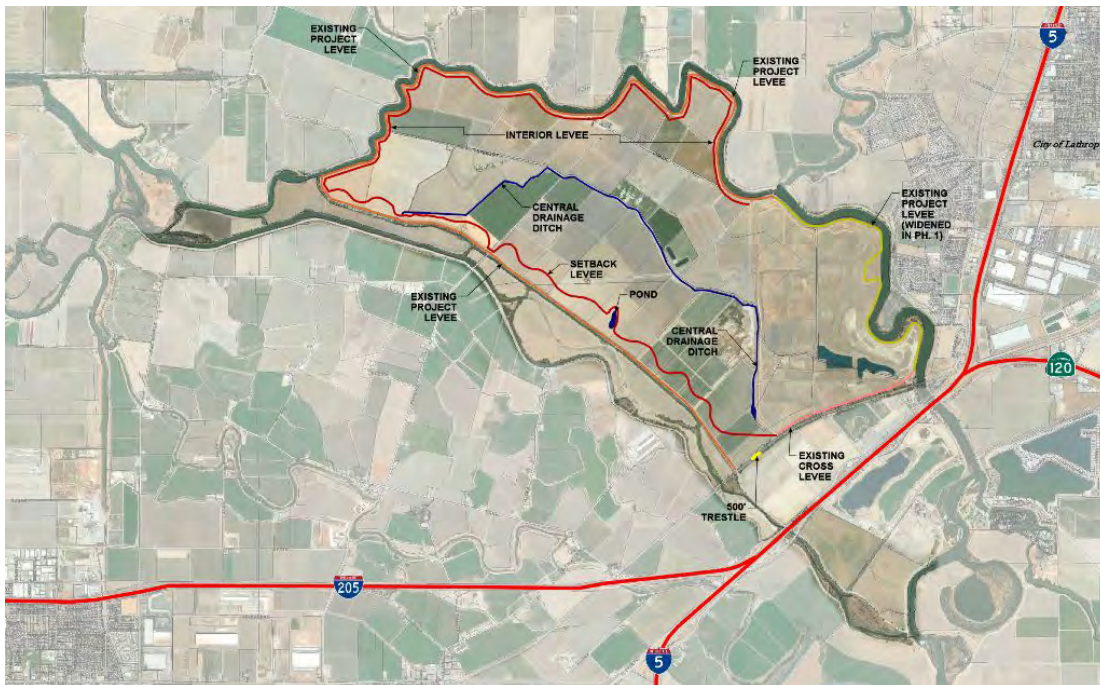 EXISTING
PROJECT
LEVEE
5
EXISTING
PROJECT
LEVEE
INTERIOR LEVEE
City of Lathrop
EXISTING
PROJECT
LEVEE
(WIDENED
IN PH. 1)
CENTRAL
DRAINAGE
DITCH
SETBACK
LEVEE
EXISTING
PROJECT
LEVEE
POND
CENTRAL
DRAINAGE
DITCH
120
EXISTING
CROSS
LEVEE
500'
TRESTLE
205
5